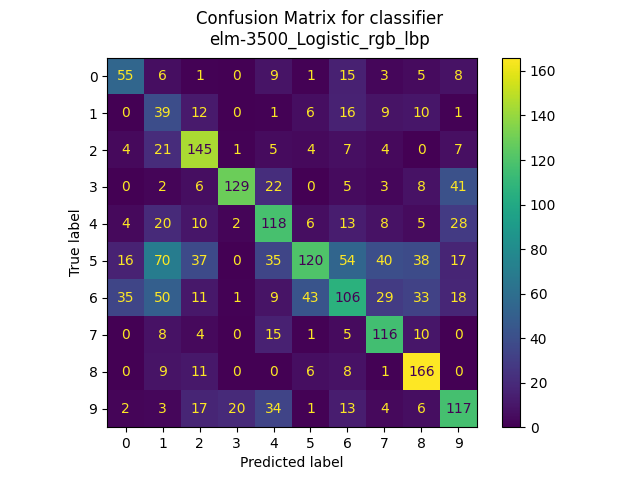 Confusion Matrix for classifier
elm-3500_Logistic_rgb_lbp
0 55 6 1 0 9 1 15 3 5 8
1 0 39 12 0 1 6 16 9 10 1
2 4 21 145 1 5 4 7 4 0 7
3 0 2 6 129 22 0 5 3 8 41
4 4 20 10 2 118 6 13 8 5 28
5 16 70 37 0 35 120 54 40 38 17
6 35 50 11 1 9 43 106 29 33 18
7 0 8 4 0 15 1 5 116 10 0
8 0 9 11 0 0 6 8 1 166 0
9 2 3 17 20 34 1 13 4 6 117
0 1 2 3 4 5 6 7 8 9
Predicted label
True label
160
140
120
100
80
60
40
20
0